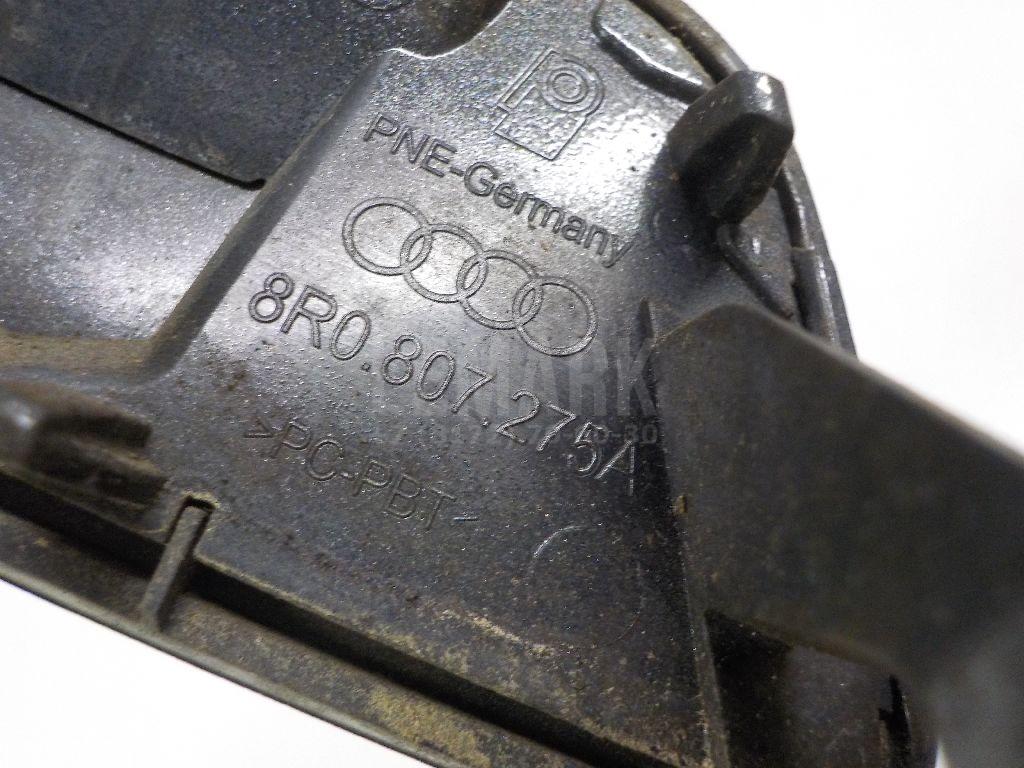 PNE-Germany
8R0.807.275A
>PC-PBT<